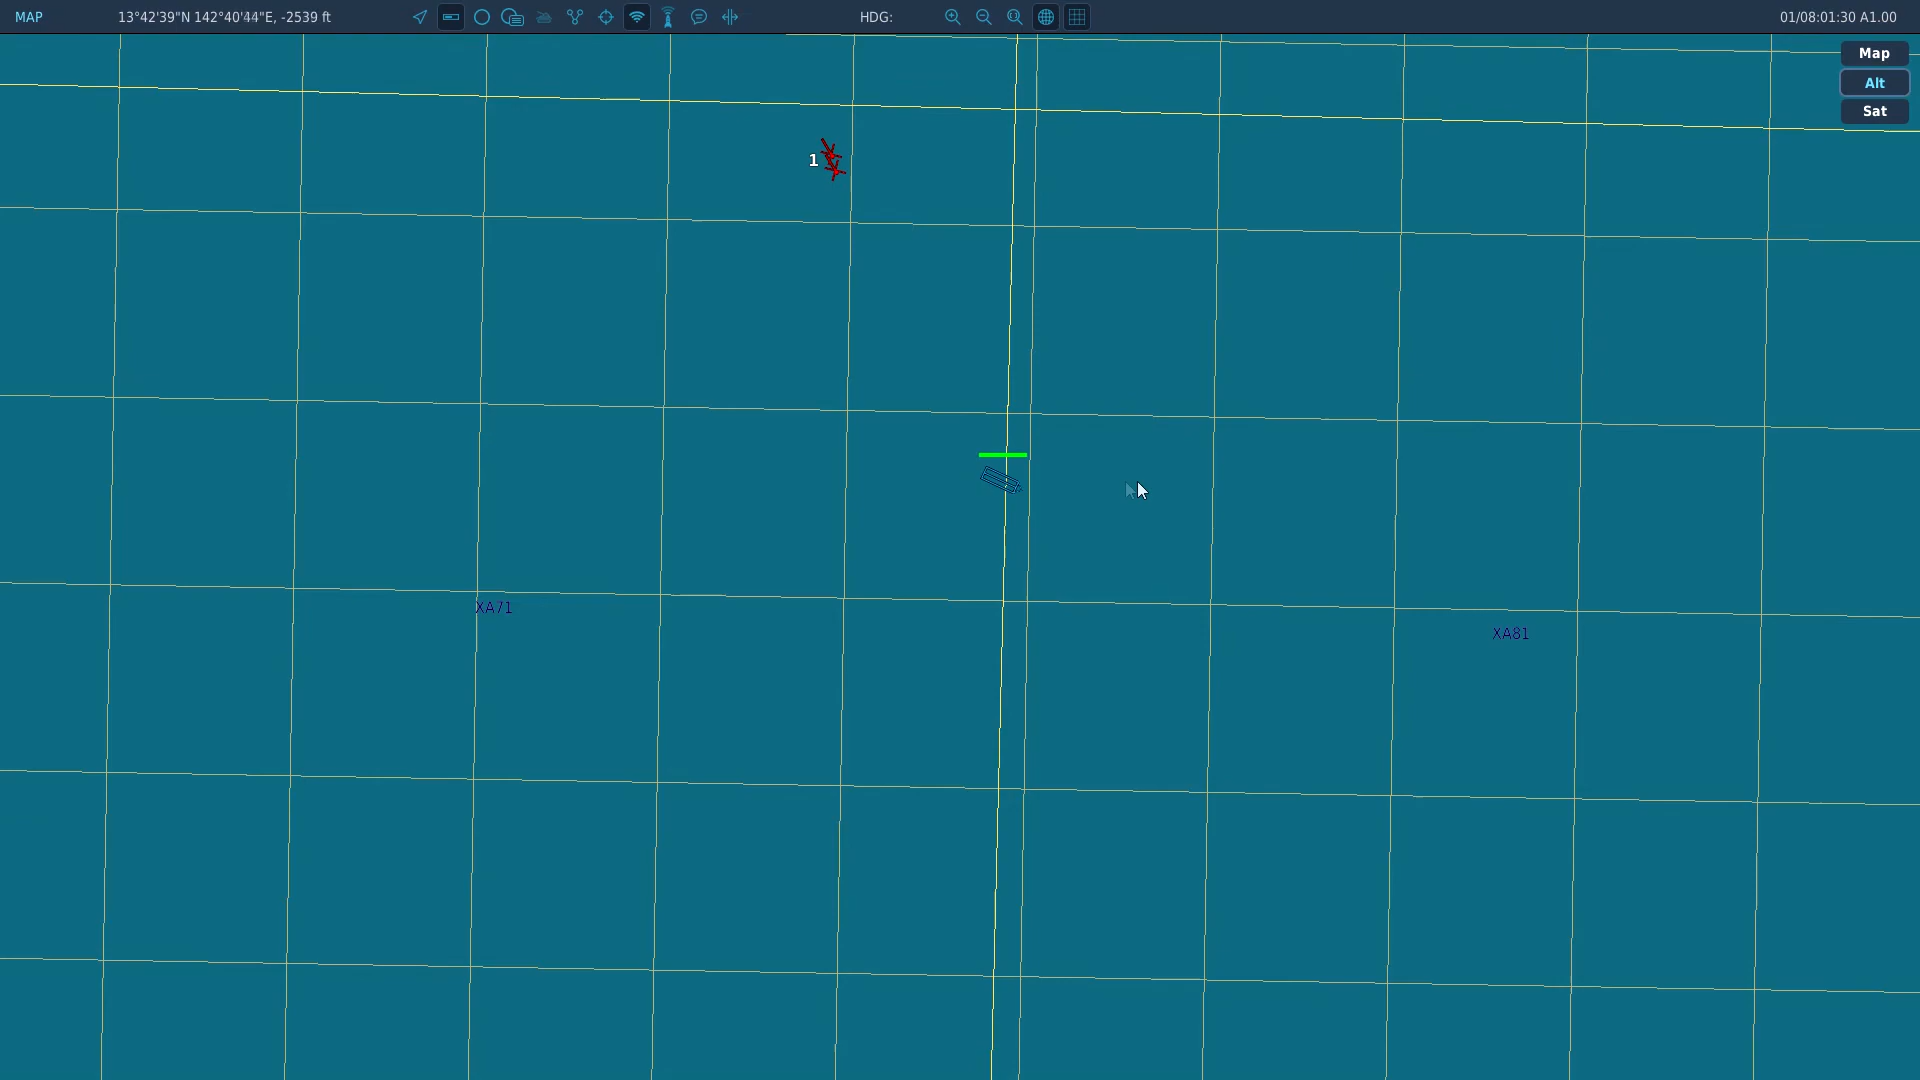 MAP 13°42'39"N 142°40'44"E, -2539 ft HDG: 01/08:01:30 A1.00
Map
Alt
Sat
1
XA71
XA81